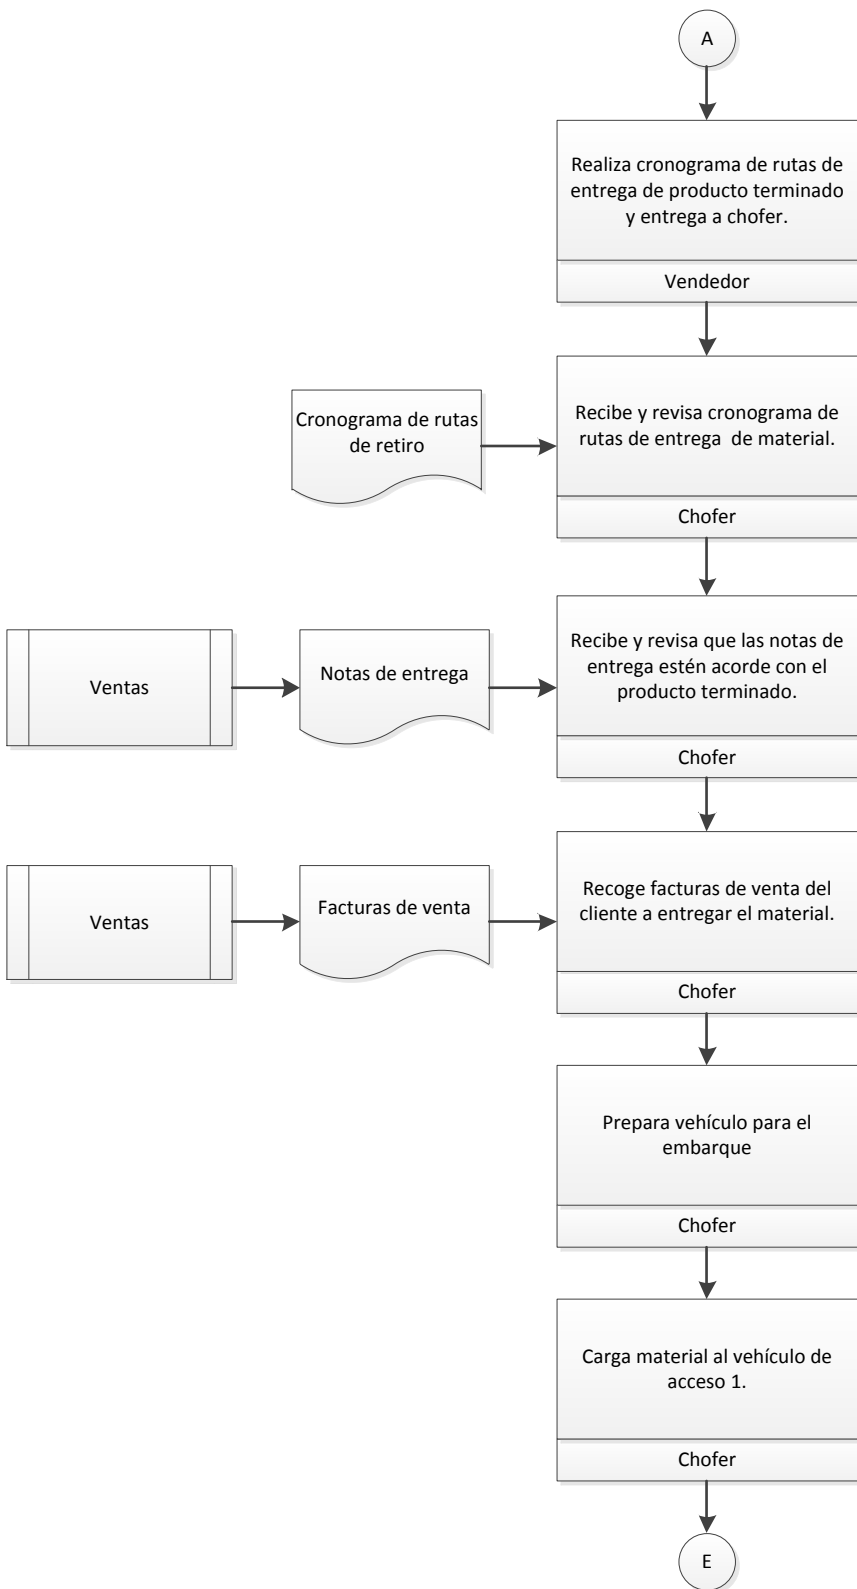 A
Realiza cronograma de rutas de
entrega de producto terminado
y entrega a chofer.
Vendedor
Cronograma de rutas
de retiro
Recibe y revisa cronograma de
rutas de entrega  de material.
Chofer
Ventas
Notas de entrega
Recibe y revisa que las notas de
entrega estén acorde con el
producto terminado.
Chofer
Ventas
Facturas de venta
Recoge facturas de venta del
cliente a entregar el material.
Chofer
Prepara vehículo para el
embarque
Chofer
Carga material al vehículo de
acceso 1.
Chofer
E